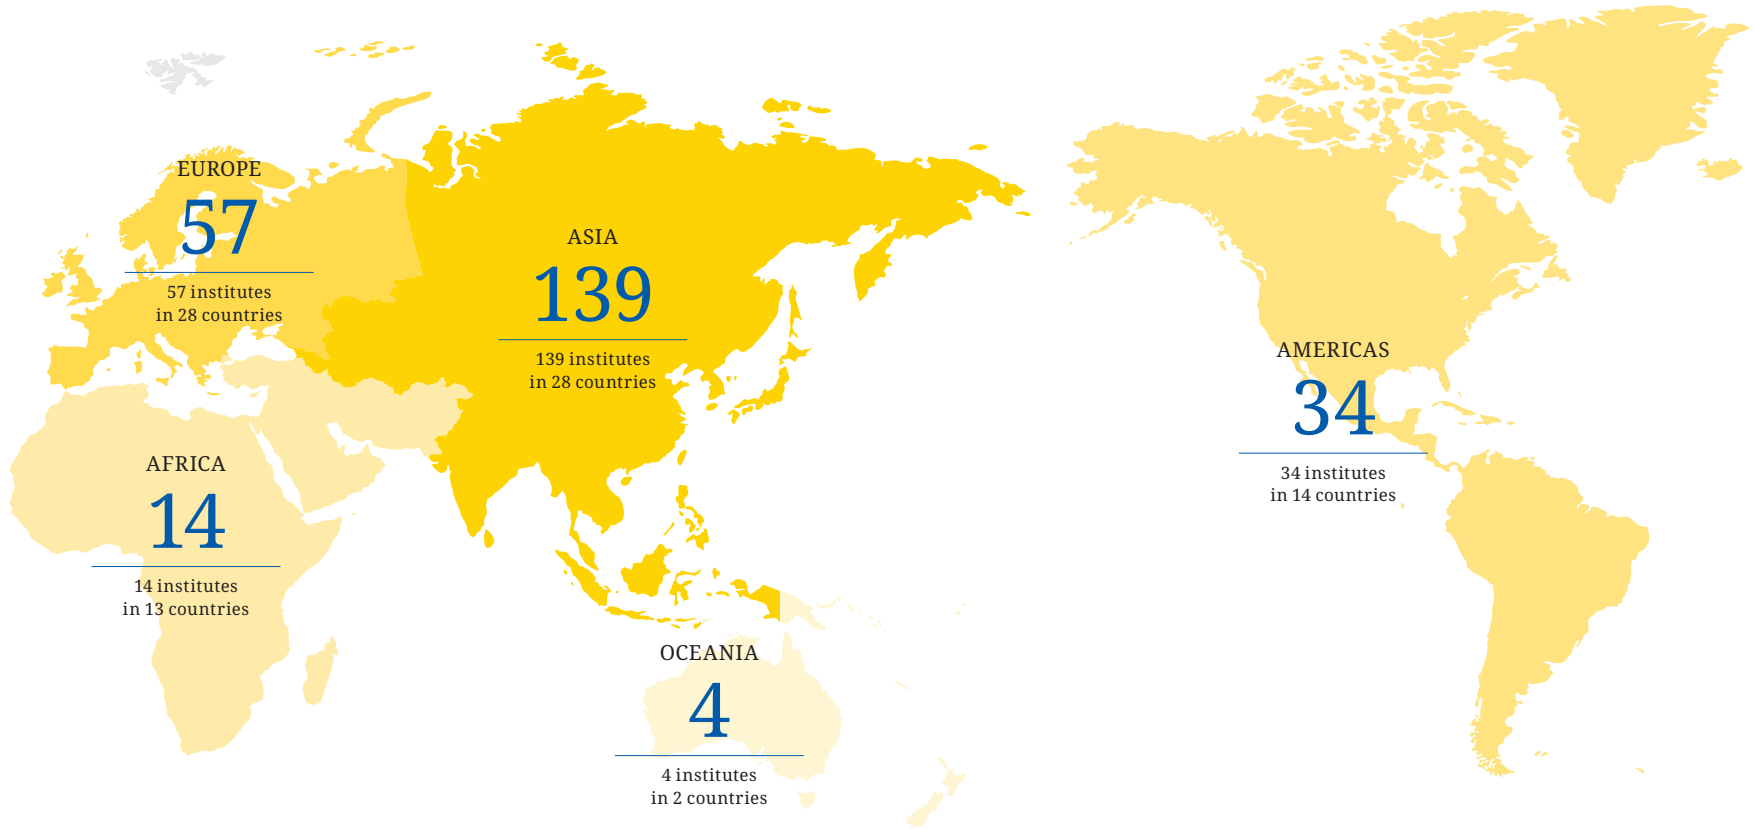 EUROPE
57
57 institutes
in 28 countries
ASIA
139
139 institutes
in 28 countries
AMERICAS
34
34 institutes
in 14 countries
AFRICA
14
14 institutes
in 13 countries
OCEANIA
4
4 institutes
in 2 countries